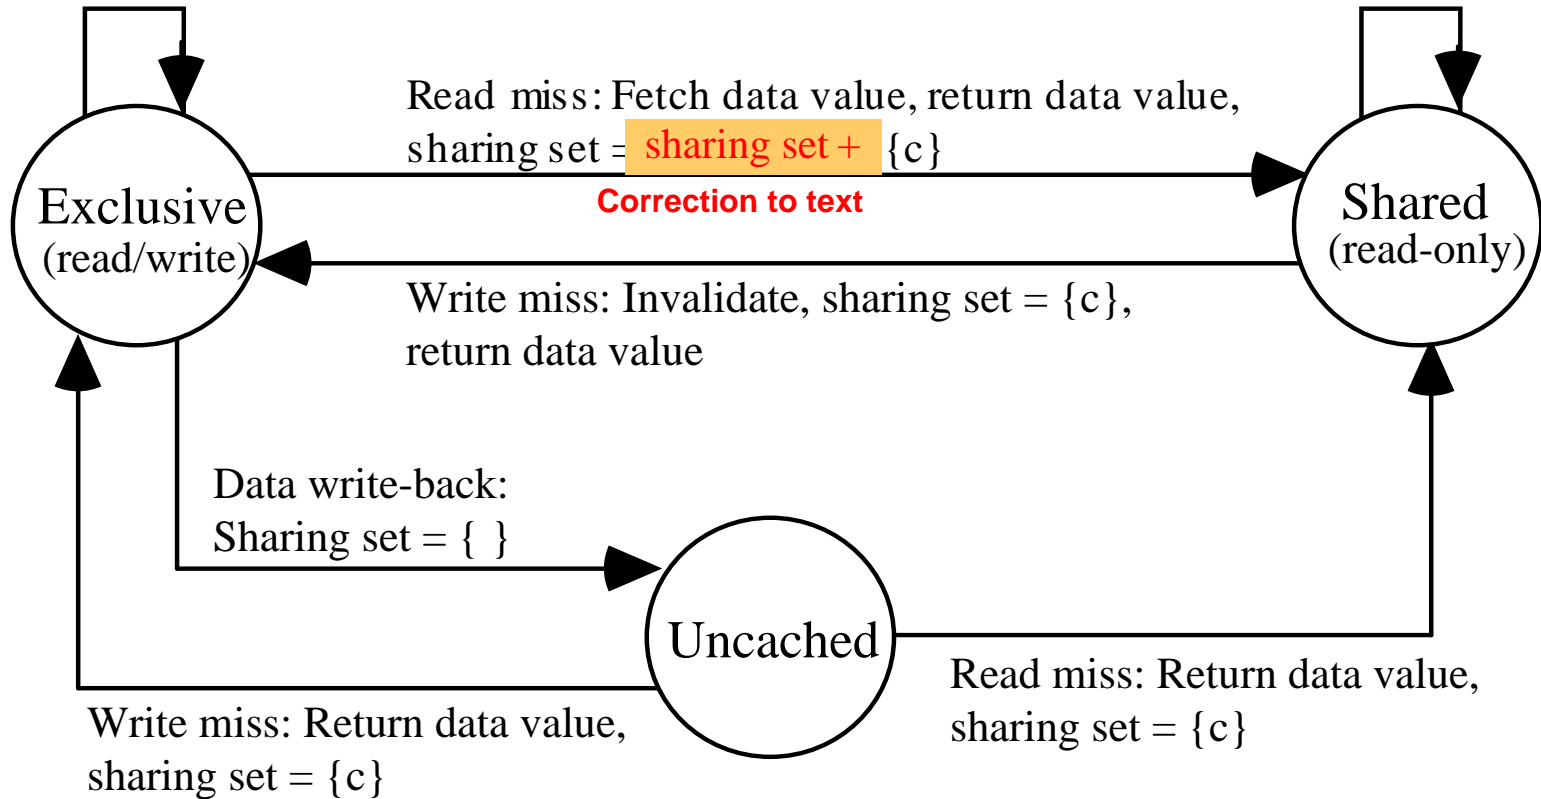 Read miss: Fetch data value, return data value,
sharing set = sharing set + {c}
Correction to text
Exclusive
(read/write)
Shared
(read-only)
Write miss: Invalidate, sharing set = {c},
return data value
Data write-back:
Sharing set = { }
Uncached
Read miss: Return data value,
sharing set = {c}
Write miss: Return data value,
sharing set = {c}